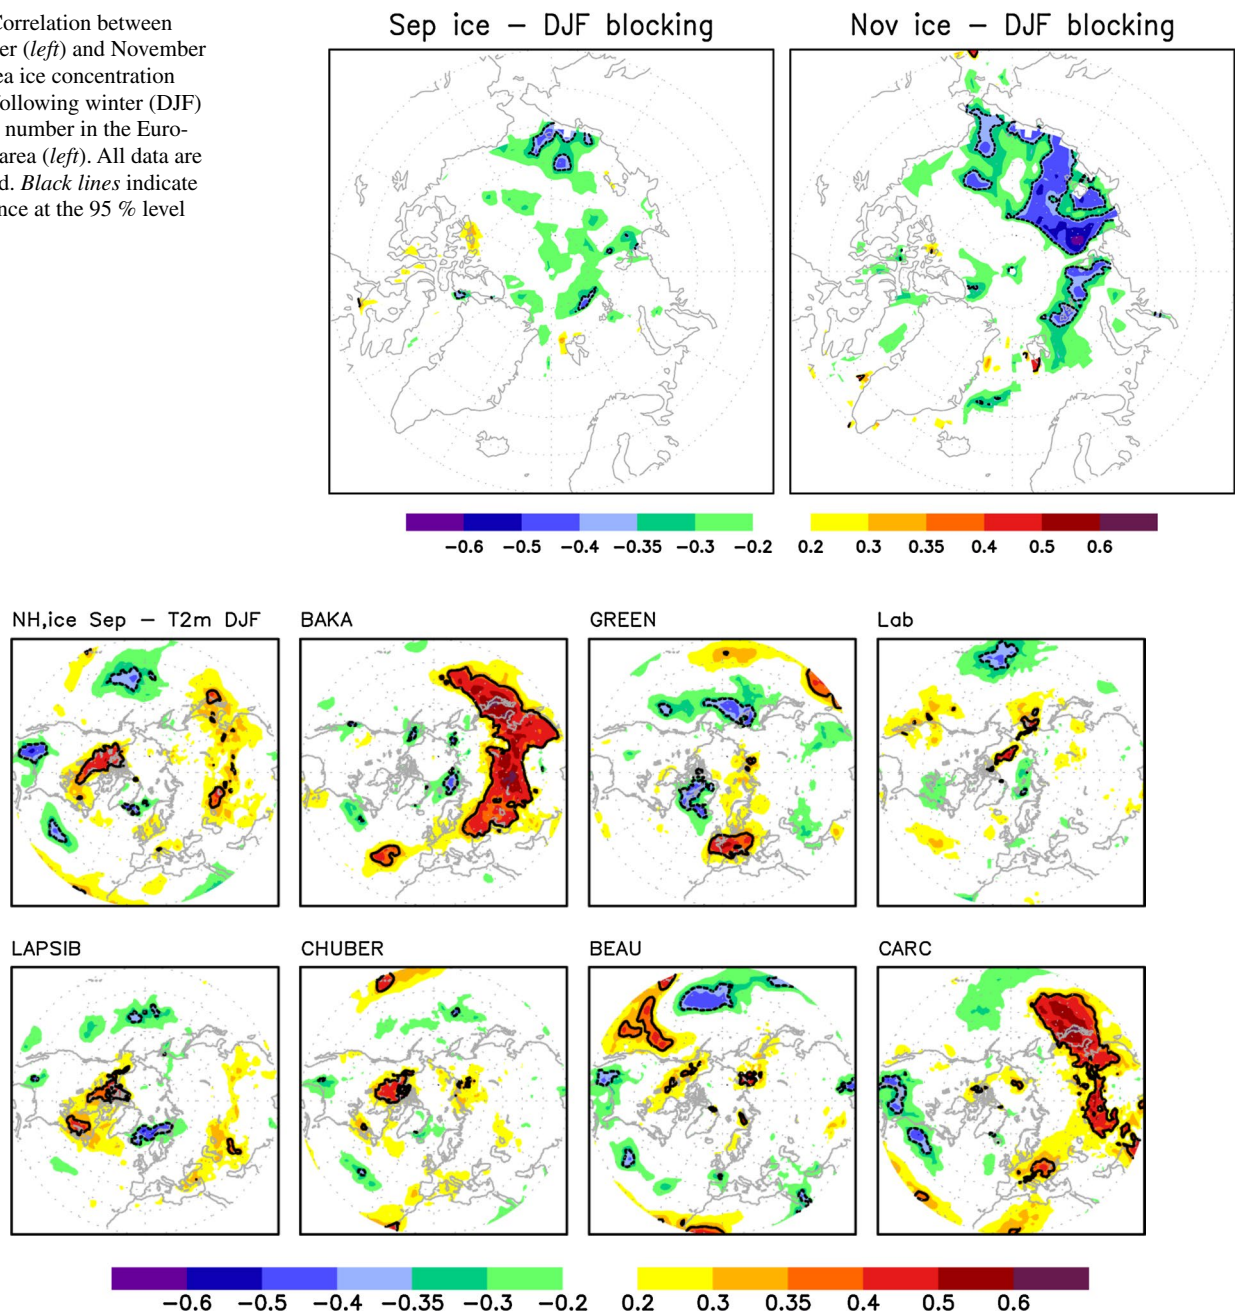 Correlation between
er (left) and November
ea ice concentration
following winter (DJF)
number in the Euro-
area (left). All data are
d. Black lines indicate
nce at the 95 % level
Sep ice – DJF blocking
Nov ice – DJF blocking
−0.6 −0.5 −0.4 −0.35 −0.3 −0.2 0.2 0.3 0.35 0.4 0.5 0.6
NH,ice Sep – T2m DJF
BAKA
GREEN
Lab
LAPSIB
CHUBER
BEAU
CARC
−0.6 −0.5 −0.4 −0.35 −0.3 −0.2 0.2 0.3 0.35 0.4 0.5 0.6